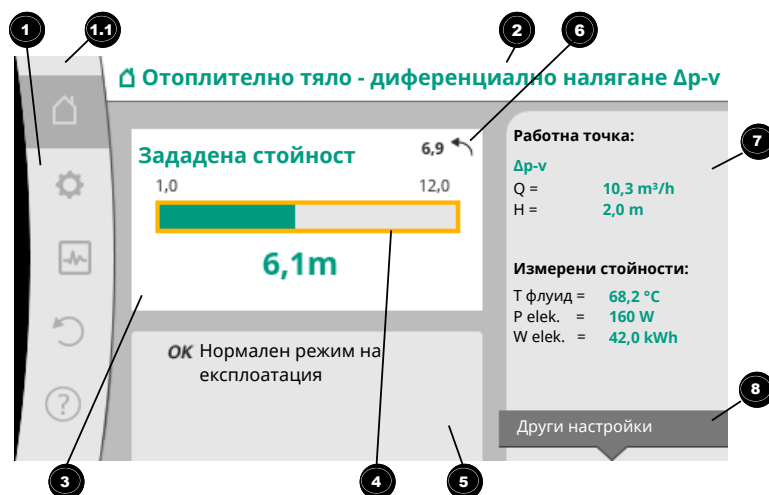 1
1.1
2
6
Отоплително тяло - диференциално налягане Δp-v
Зададена стойност
6,9
1,0
12,0
6,1m
OK Нормален режим на
експлоатация
Работна точка:
Δp-v
Q = 10,3 m³/h
H = 2,0 m
7
Измерени стойности:
T флуид = 68,2 °C
P elek. = 160 W
W elek. = 42,0 kWh
8
Други настройки
?
3
4
5